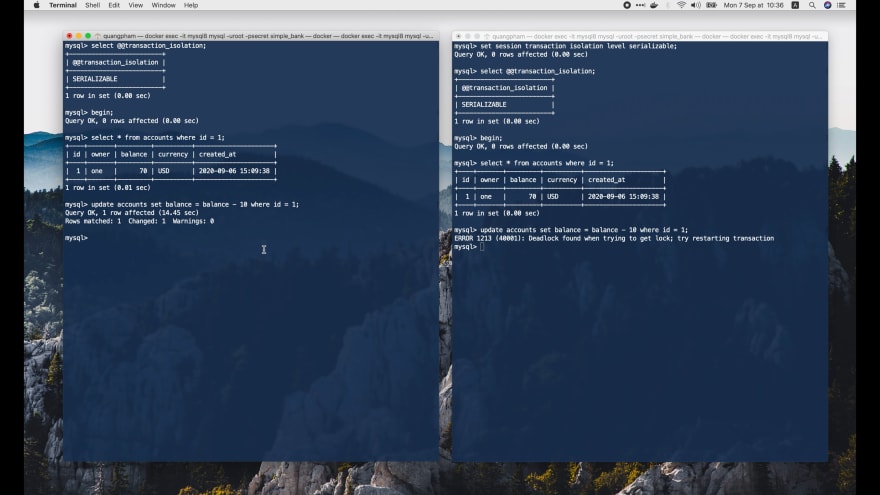 Terminal Shell Edit View Window Help
Mon 7 Sep at 10:36
quangpham — docker exec -it mysql8 mysql -uroot -psecret simple_bank — docker — docker exec -it mysql8 mysql -u...
mysql> select @@transaction_isolation;
| @@transaction_isolation |
| SERIALIZABLE |
1 row in set (0.00 sec)
mysql> begin;
Query OK, 0 rows affected (0.00 sec)
mysql> select * from accounts where id = 1;
| id | owner | balance | currency | created_at |
| 1 | one | 70 | USD | 2020-09-06 15:09:38 |
1 row in set (0.01 sec)
mysql> update accounts set balance = balance - 10 where id = 1;
Query OK, 1 row affected (14.45 sec)
Rows matched: 1 Changed: 1 Warnings: 0
mysql>
quangpham — docker exec -it mysql8 mysql -uroot -psecret simple_bank — docker — docker exec -it mysql8 mysql -u...
mysql> set session transaction isolation level serializable;
Query OK, 0 rows affected (0.00 sec)
mysql> select @@transaction_isolation;
| @@transaction_isolation |
| SERIALIZABLE |
1 row in set (0.00 sec)
mysql> begin;
Query OK, 0 rows affected (0.00 sec)
mysql> select * from accounts where id = 1;
| id | owner | balance | currency | created_at |
| 1 | one | 70 | USD | 2020-09-06 15:09:38 |
1 row in set (0.00 sec)
mysql> update accounts set balance = balance - 10 where id = 1;
ERROR 1213 (40001): Deadlock found when trying to get lock; try restarting transaction
mysql>